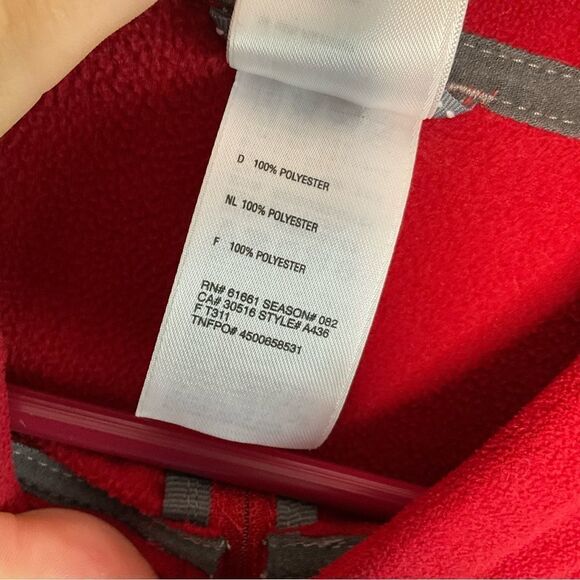 D 100% POLYESTER
NL 100% POLYESTER
F 100% POLYESTER
RN# 61661 SEASON# 082
CA# 30516 STYLE# A436
F T311
TNFPO# 4500658531